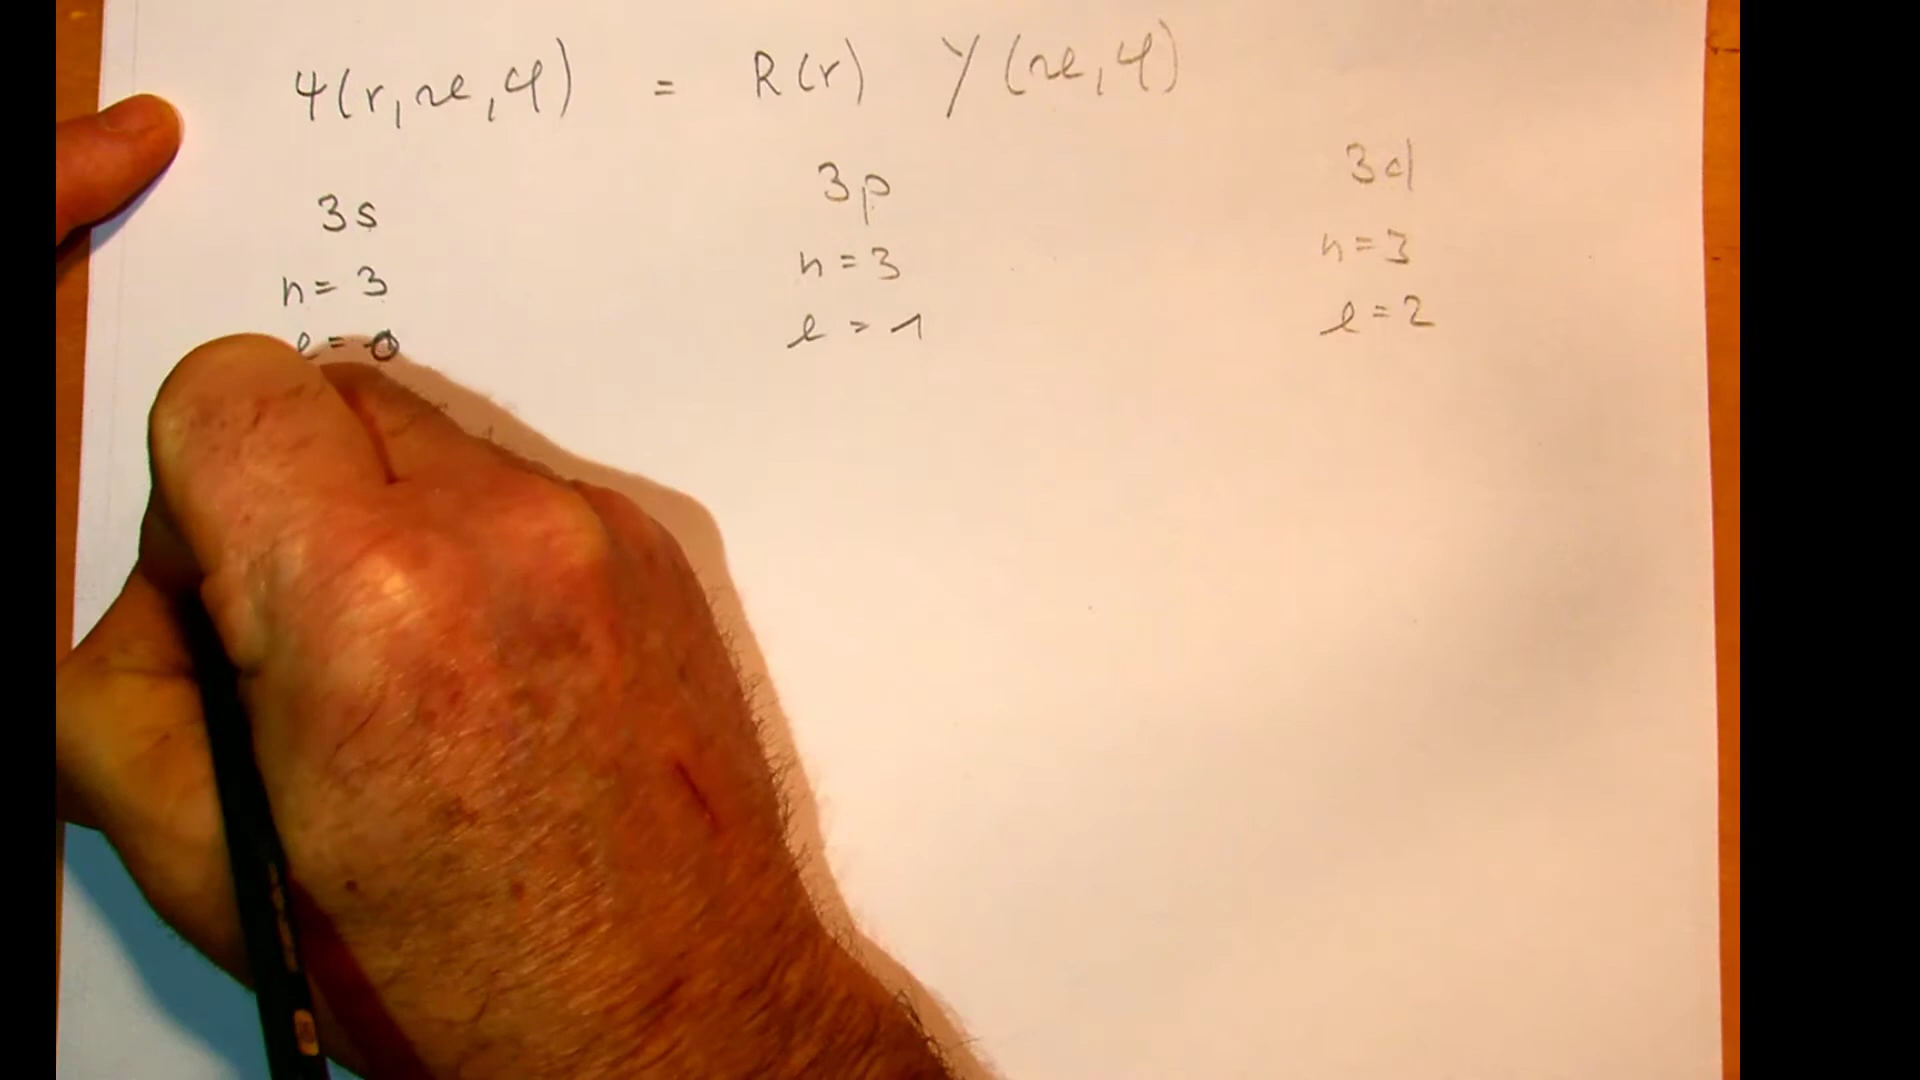 Ψ(r,ϑ,φ) = R(r) Y(ϑ,φ)
3s 3p 3d
n = 3 n = 3 n = 3
l = 0 l = 1 l = 2